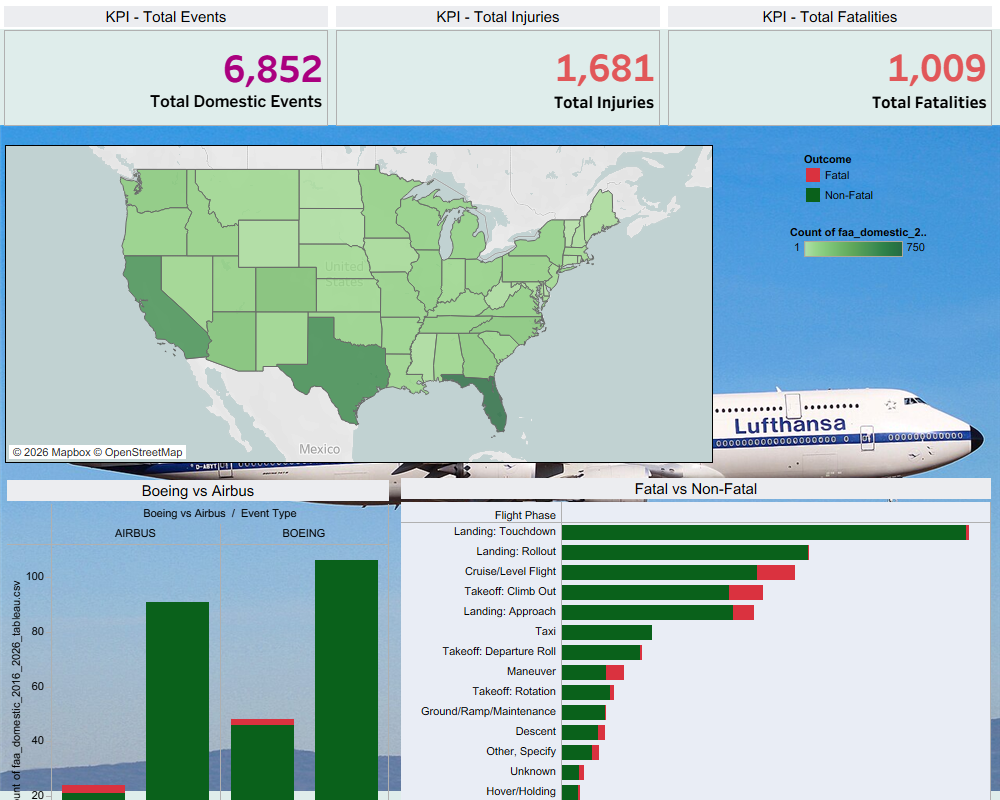 KPI - Total Events
KPI - Total Injuries
KPI - Total Fatalities
6,852
Total Domestic Events
1,681
Total Injuries
1,009
Total Fatalities
Outcome
Fatal
Non-Fatal
Count of faa_domestic_2..
1
750
United
States
Mexico
© 2026 Mapbox © OpenStreetMap
Lufthansa
D-ABYT
Boeing vs Airbus
Boeing vs Airbus / Event Type
AIRBUS
BOEING
100
80
60
40
20
unt of faa_domestic_2016_2026_tableau.csv
Fatal vs Non-Fatal
Flight Phase
Landing: Touchdown
Landing: Rollout
Cruise/Level Flight
Takeoff: Climb Out
Landing: Approach
Taxi
Takeoff: Departure Roll
Maneuver
Takeoff: Rotation
Ground/Ramp/Maintenance
Descent
Other, Specify
Unknown
Hover/Holding